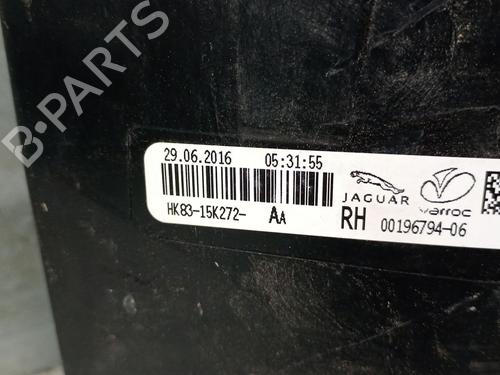 B-PARTS
29.06.2016 05:31:55
JAGUAR varroc
HK83-15K272- AA RH 00196794-06